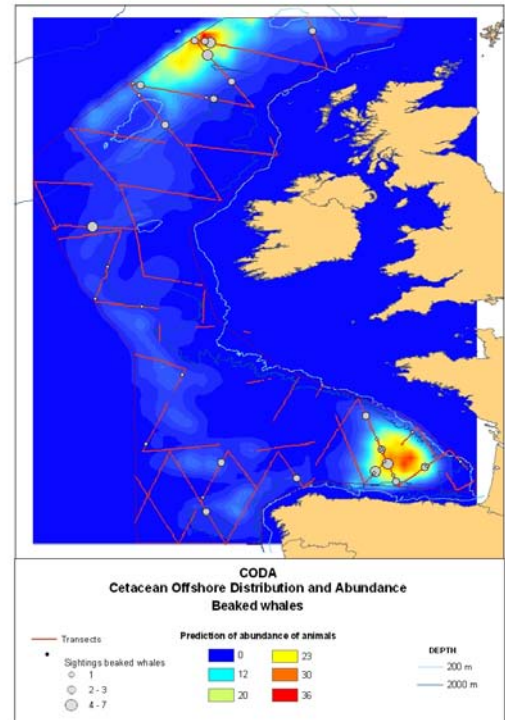 CODA
Cetacean Offshore Distribution and Abundance
Beaked whales
Transects
Sightings beaked whales
1
2 - 3
4 - 7
Prediction of abundance of animals
0
12
20
23
30
36
DEPTH
200 m
2000 m